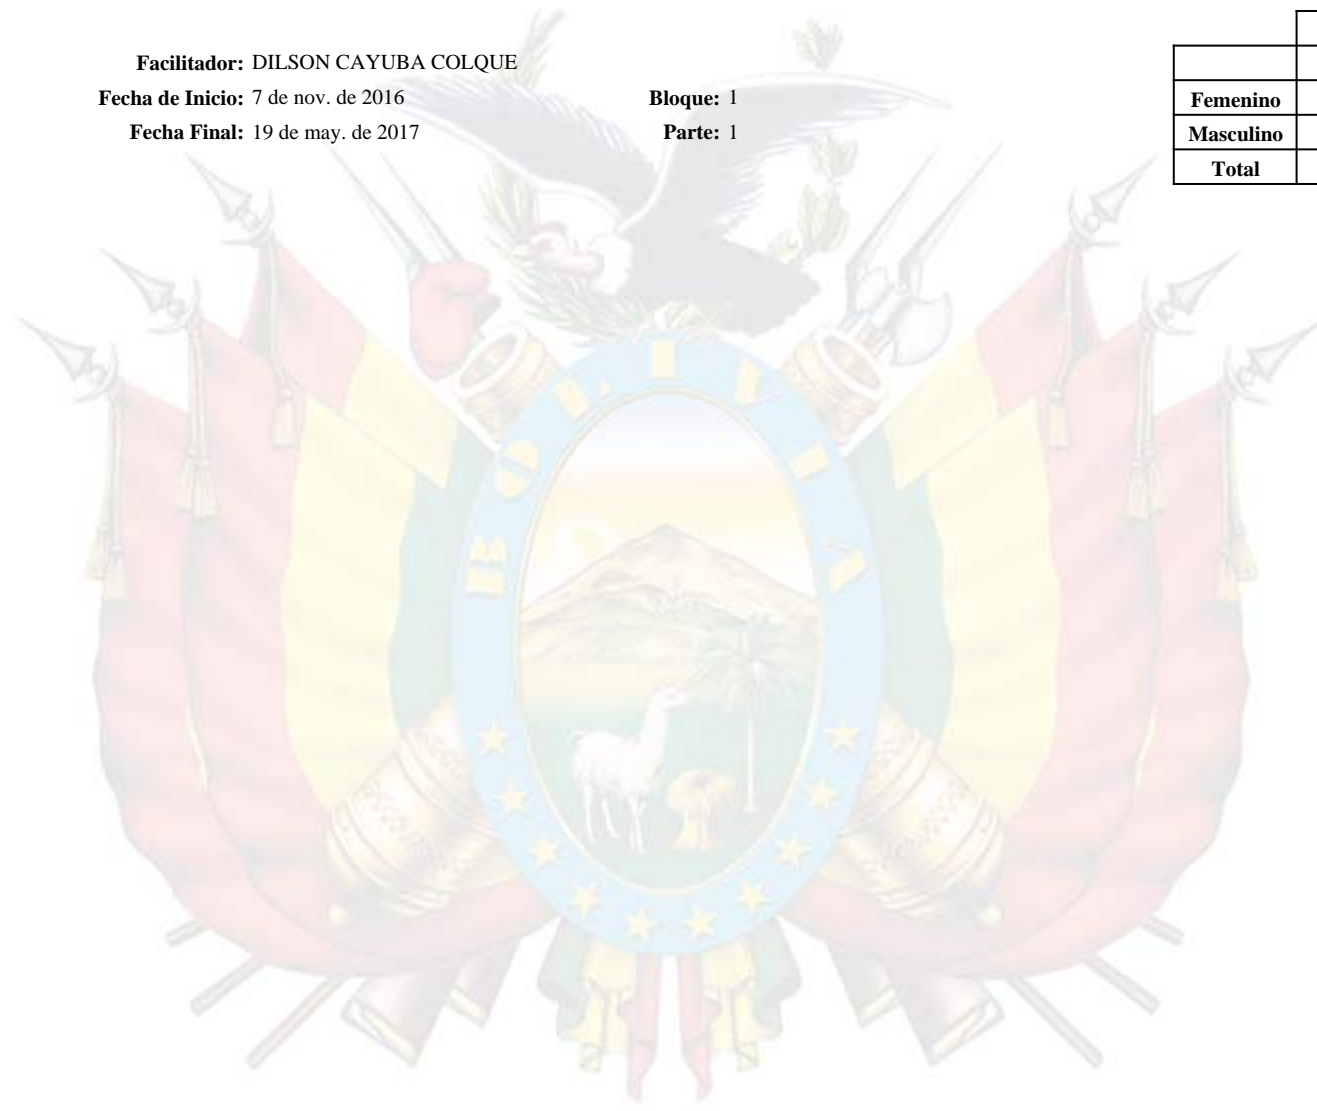 Facilitador: DILSON CAYUBA COLQUE
Fecha de Inicio: 7 de nov. de 2016 Bloque: 1
Fecha Final: 19 de may. de 2017 Parte: 1
Femenino
Masculino
Total
BOLIVIA